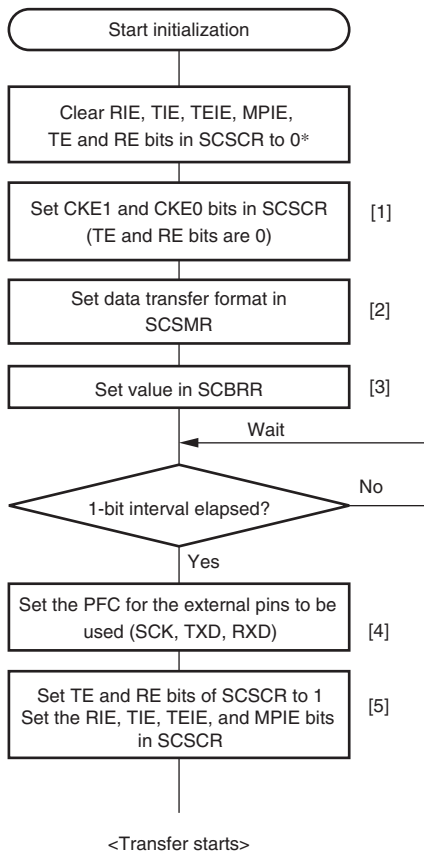 Start initialization
Clear RIE, TIE, TEIE, MPIE,
TE and RE bits in SCSCR to 0*
Set CKE1 and CKE0 bits in SCSCR
(TE and RE bits are 0)
[1]
Set data transfer format in
SCSMR
[2]
Set value in SCBRR
[3]
Wait
1-bit interval elapsed?
No
Yes
Set the PFC for the external pins to be
used (SCK, TXD, RXD)
[4]
Set TE and RE bits of SCSCR to 1
Set the RIE, TIE, TEIE, and MPIE bits
in SCSCR
[5]
<Transfer starts>